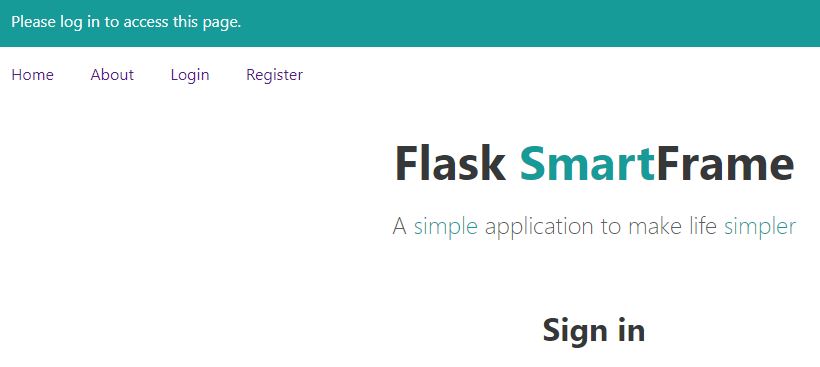 Please log in to access this page.
Home About Login Register
Flask SmartFrame
A simple application to make life simpler
Sign in